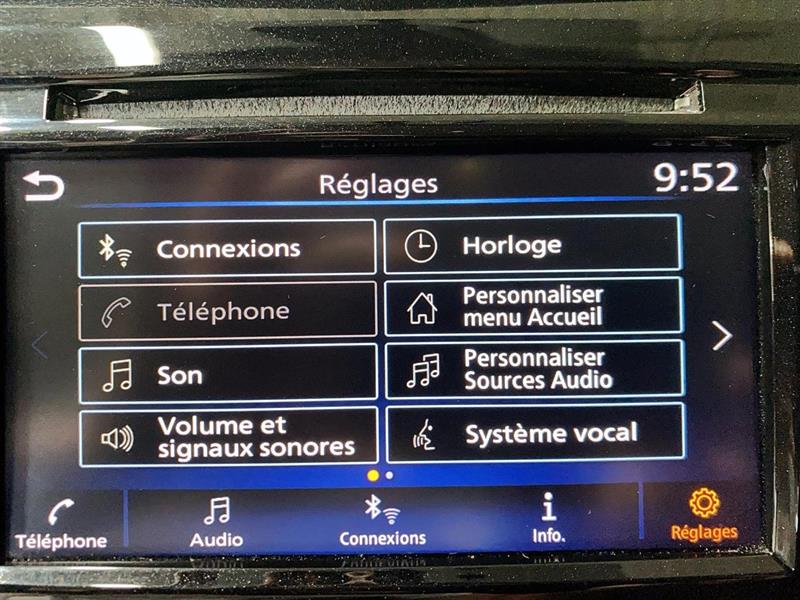 Réglages
9:52
Connexions
Horloge
Téléphone
Personnaliser
menu Accueil
Son
Personnaliser
Sources Audio
Volume et
signaux sonores
Système vocal
Téléphone
Audio
Connexions
Info.
Réglages